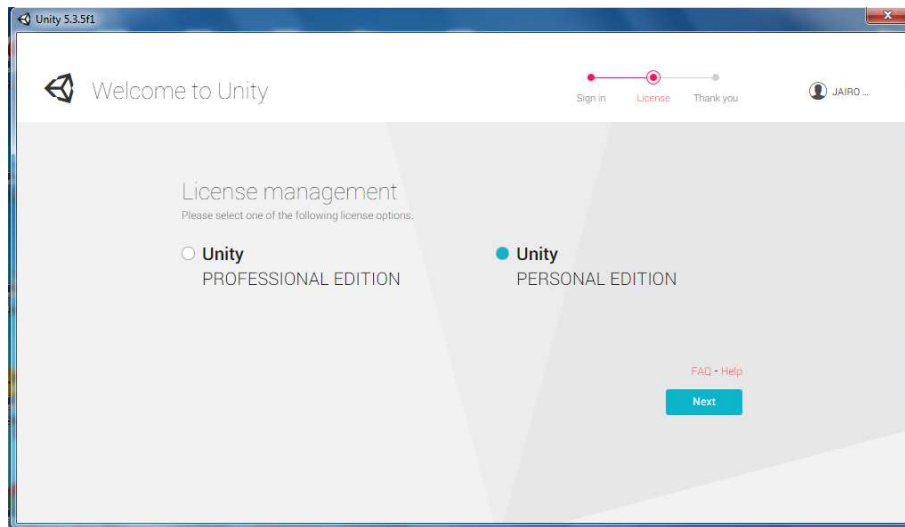 Unity 5.3.5f1
Welcome to Unity
Sign in License Thank you
JAIRO ...
License management
Please select one of the following license options.
Unity
PROFESSIONAL EDITION
Unity
PERSONAL EDITION
FAQ - Help
Next